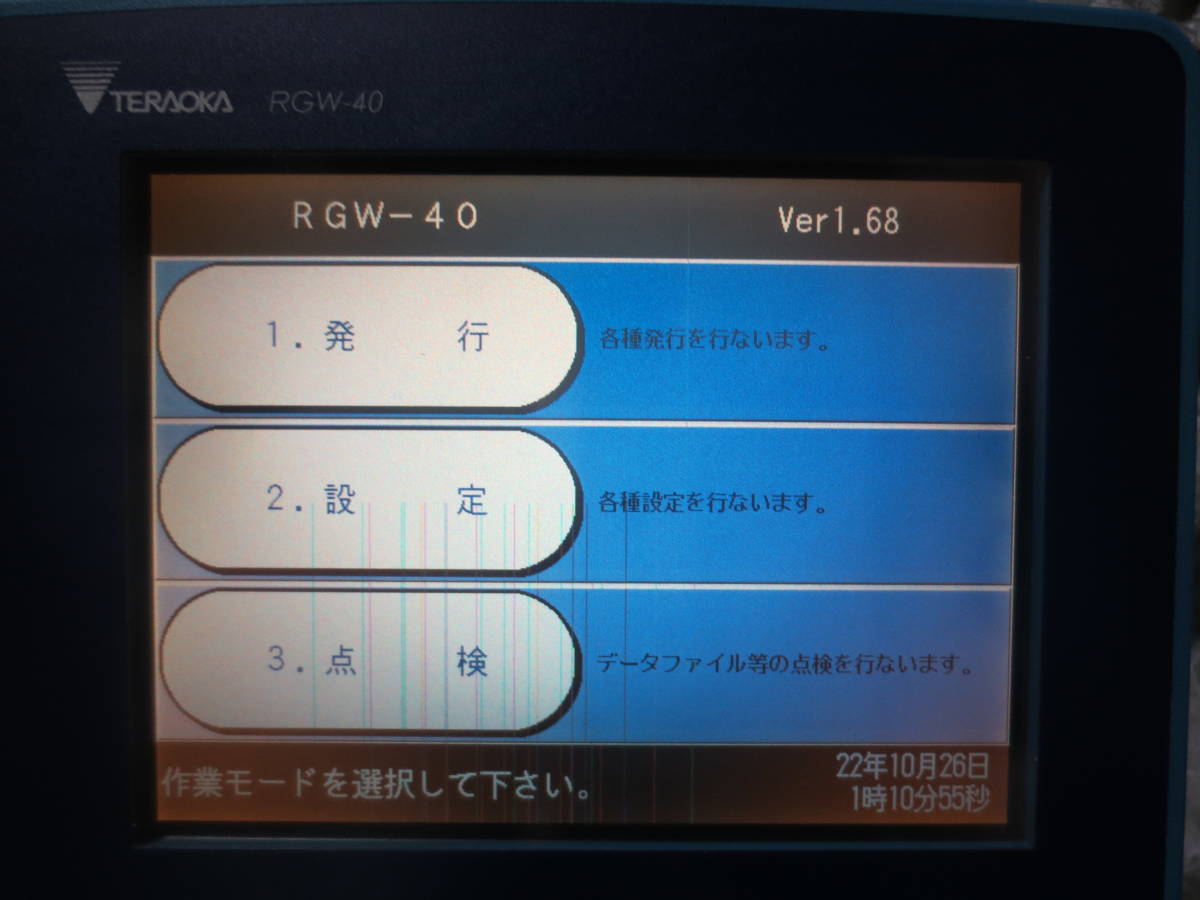 TERAOKA RGW-40
RGW-40 Ver1.68
1.発 行 各種発行を行ないます。
2.設 定 各種設定を行ないます。
3.点 検 データファイル等の点検を行ないます。
作業モードを選択して下さい。
22年10月26日
1時10分55秒